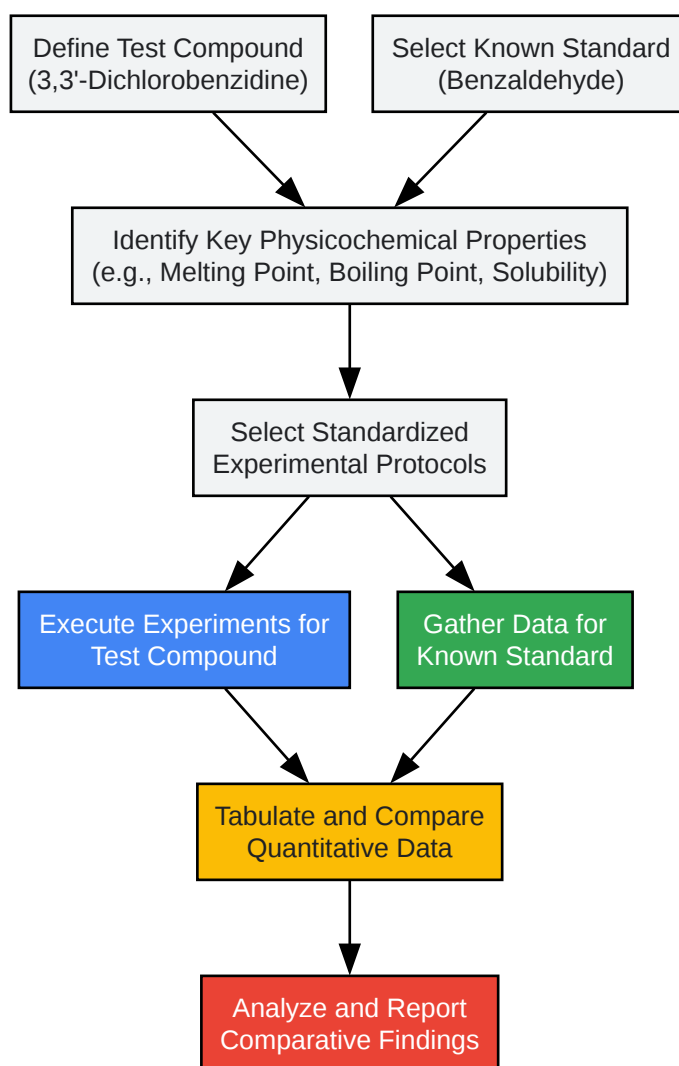 Define Test Compound
(3,3'-Dichlorobenzidine)
Select Known Standard
(Benzaldehyde)
Identify Key Physicochemical Properties
(e.g., Melting Point, Boiling Point, Solubility)
Select Standardized
Experimental Protocols
Execute Experiments for
Test Compound
Gather Data for
Known Standard
Tabulate and Compare
Quantitative Data
Analyze and Report
Comparative Findings